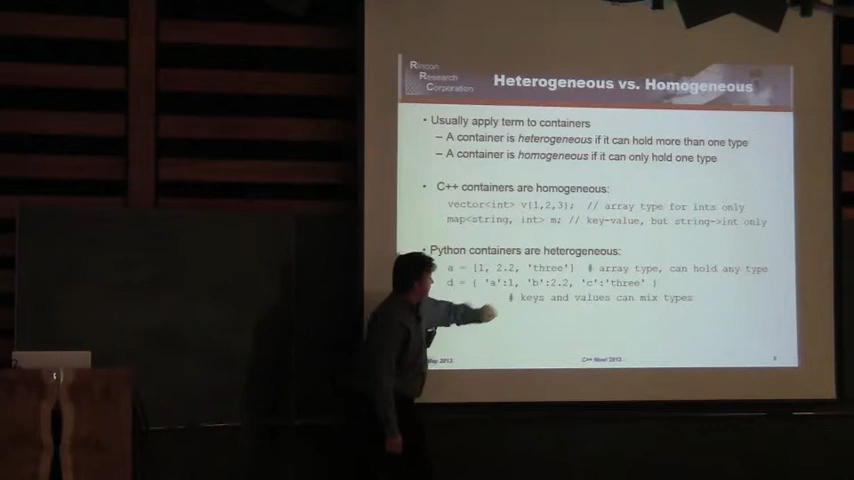 Rincon
Research
Corporation
Heterogeneous vs. Homogeneous
• Usually apply term to containers
– A container is heterogeneous if it can hold more than one type
– A container is homogeneous if it can only hold one type
• C++ containers are homogeneous:
vector<int> v{1,2,3}; // array type for ints only
map<string, int> m; // key-value, but string->int only
• Python containers are heterogeneous:
a = [1, 2.2, 'three'] # array type, can hold any type
d = { 'a':1, 'b':2.2, 'c':'three' }
# keys and values can mix types
May 2013
C++ Now! 2013